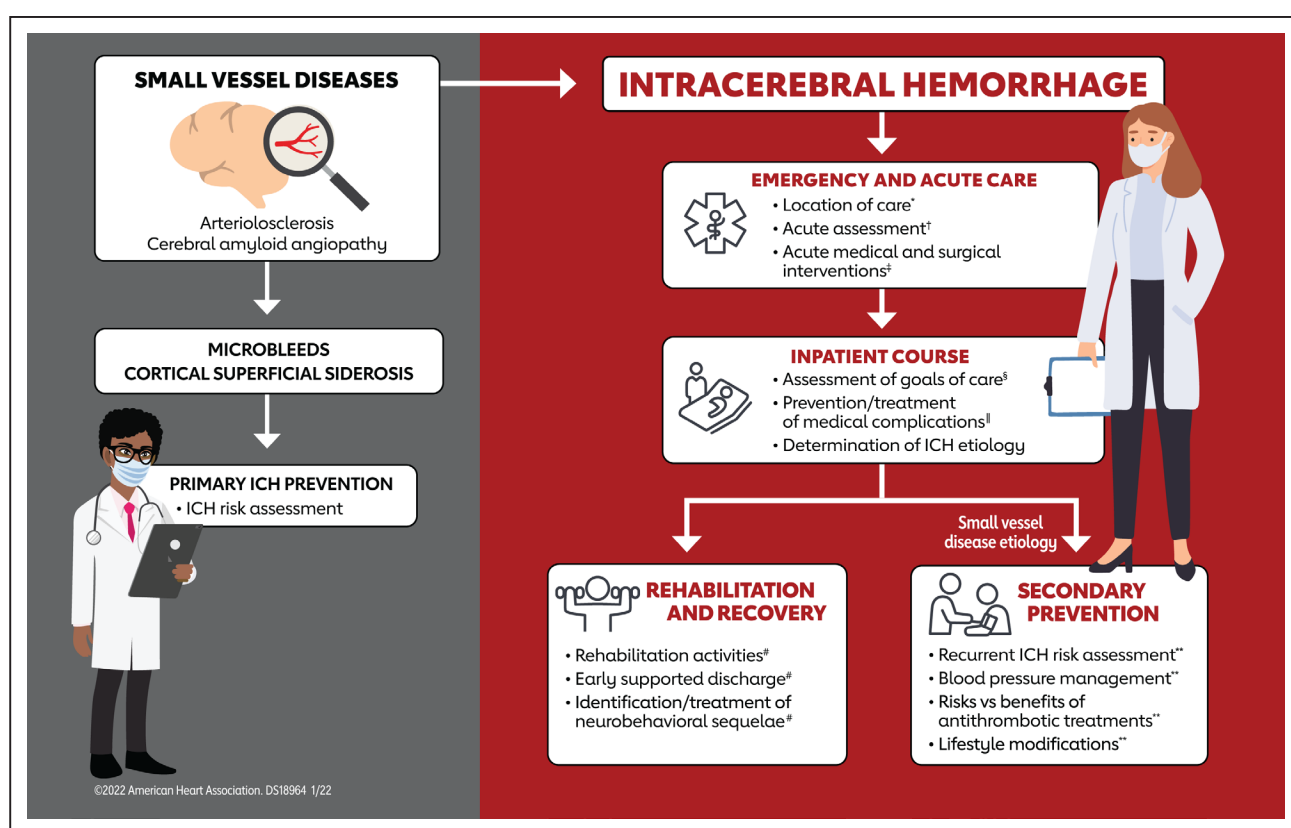 SMALL VESSEL DISEASES
Arteriolosclerosis
Cerebral amyloid angiopathy
MICROBLEEDS
CORTICAL SUPERFICIAL SIDEROSIS
PRIMARY ICH PREVENTION
• ICH risk assessment
©2022 American Heart Association. DS18964 1/22
INTRACEREBRAL HEMORRHAGE
EMERGENCY AND ACUTE CARE
• Location of care*
• Acute assessment†
• Acute medical and surgical
interventions‡
INPATIENT COURSE
• Assessment of goals of care§
• Prevention/treatment
of medical complications‖
• Determination of ICH etiology
Small vessel
disease etiology
REHABILITATION
AND RECOVERY
• Rehabilitation activities#
• Early supported discharge#
• Identification/treatment of
neurobehavioral sequelae#
SECONDARY
PREVENTION
• Recurrent ICH risk assessment**
• Blood pressure management**
• Risks vs benefits of
antithrombotic treatments**
• Lifestyle modifications**